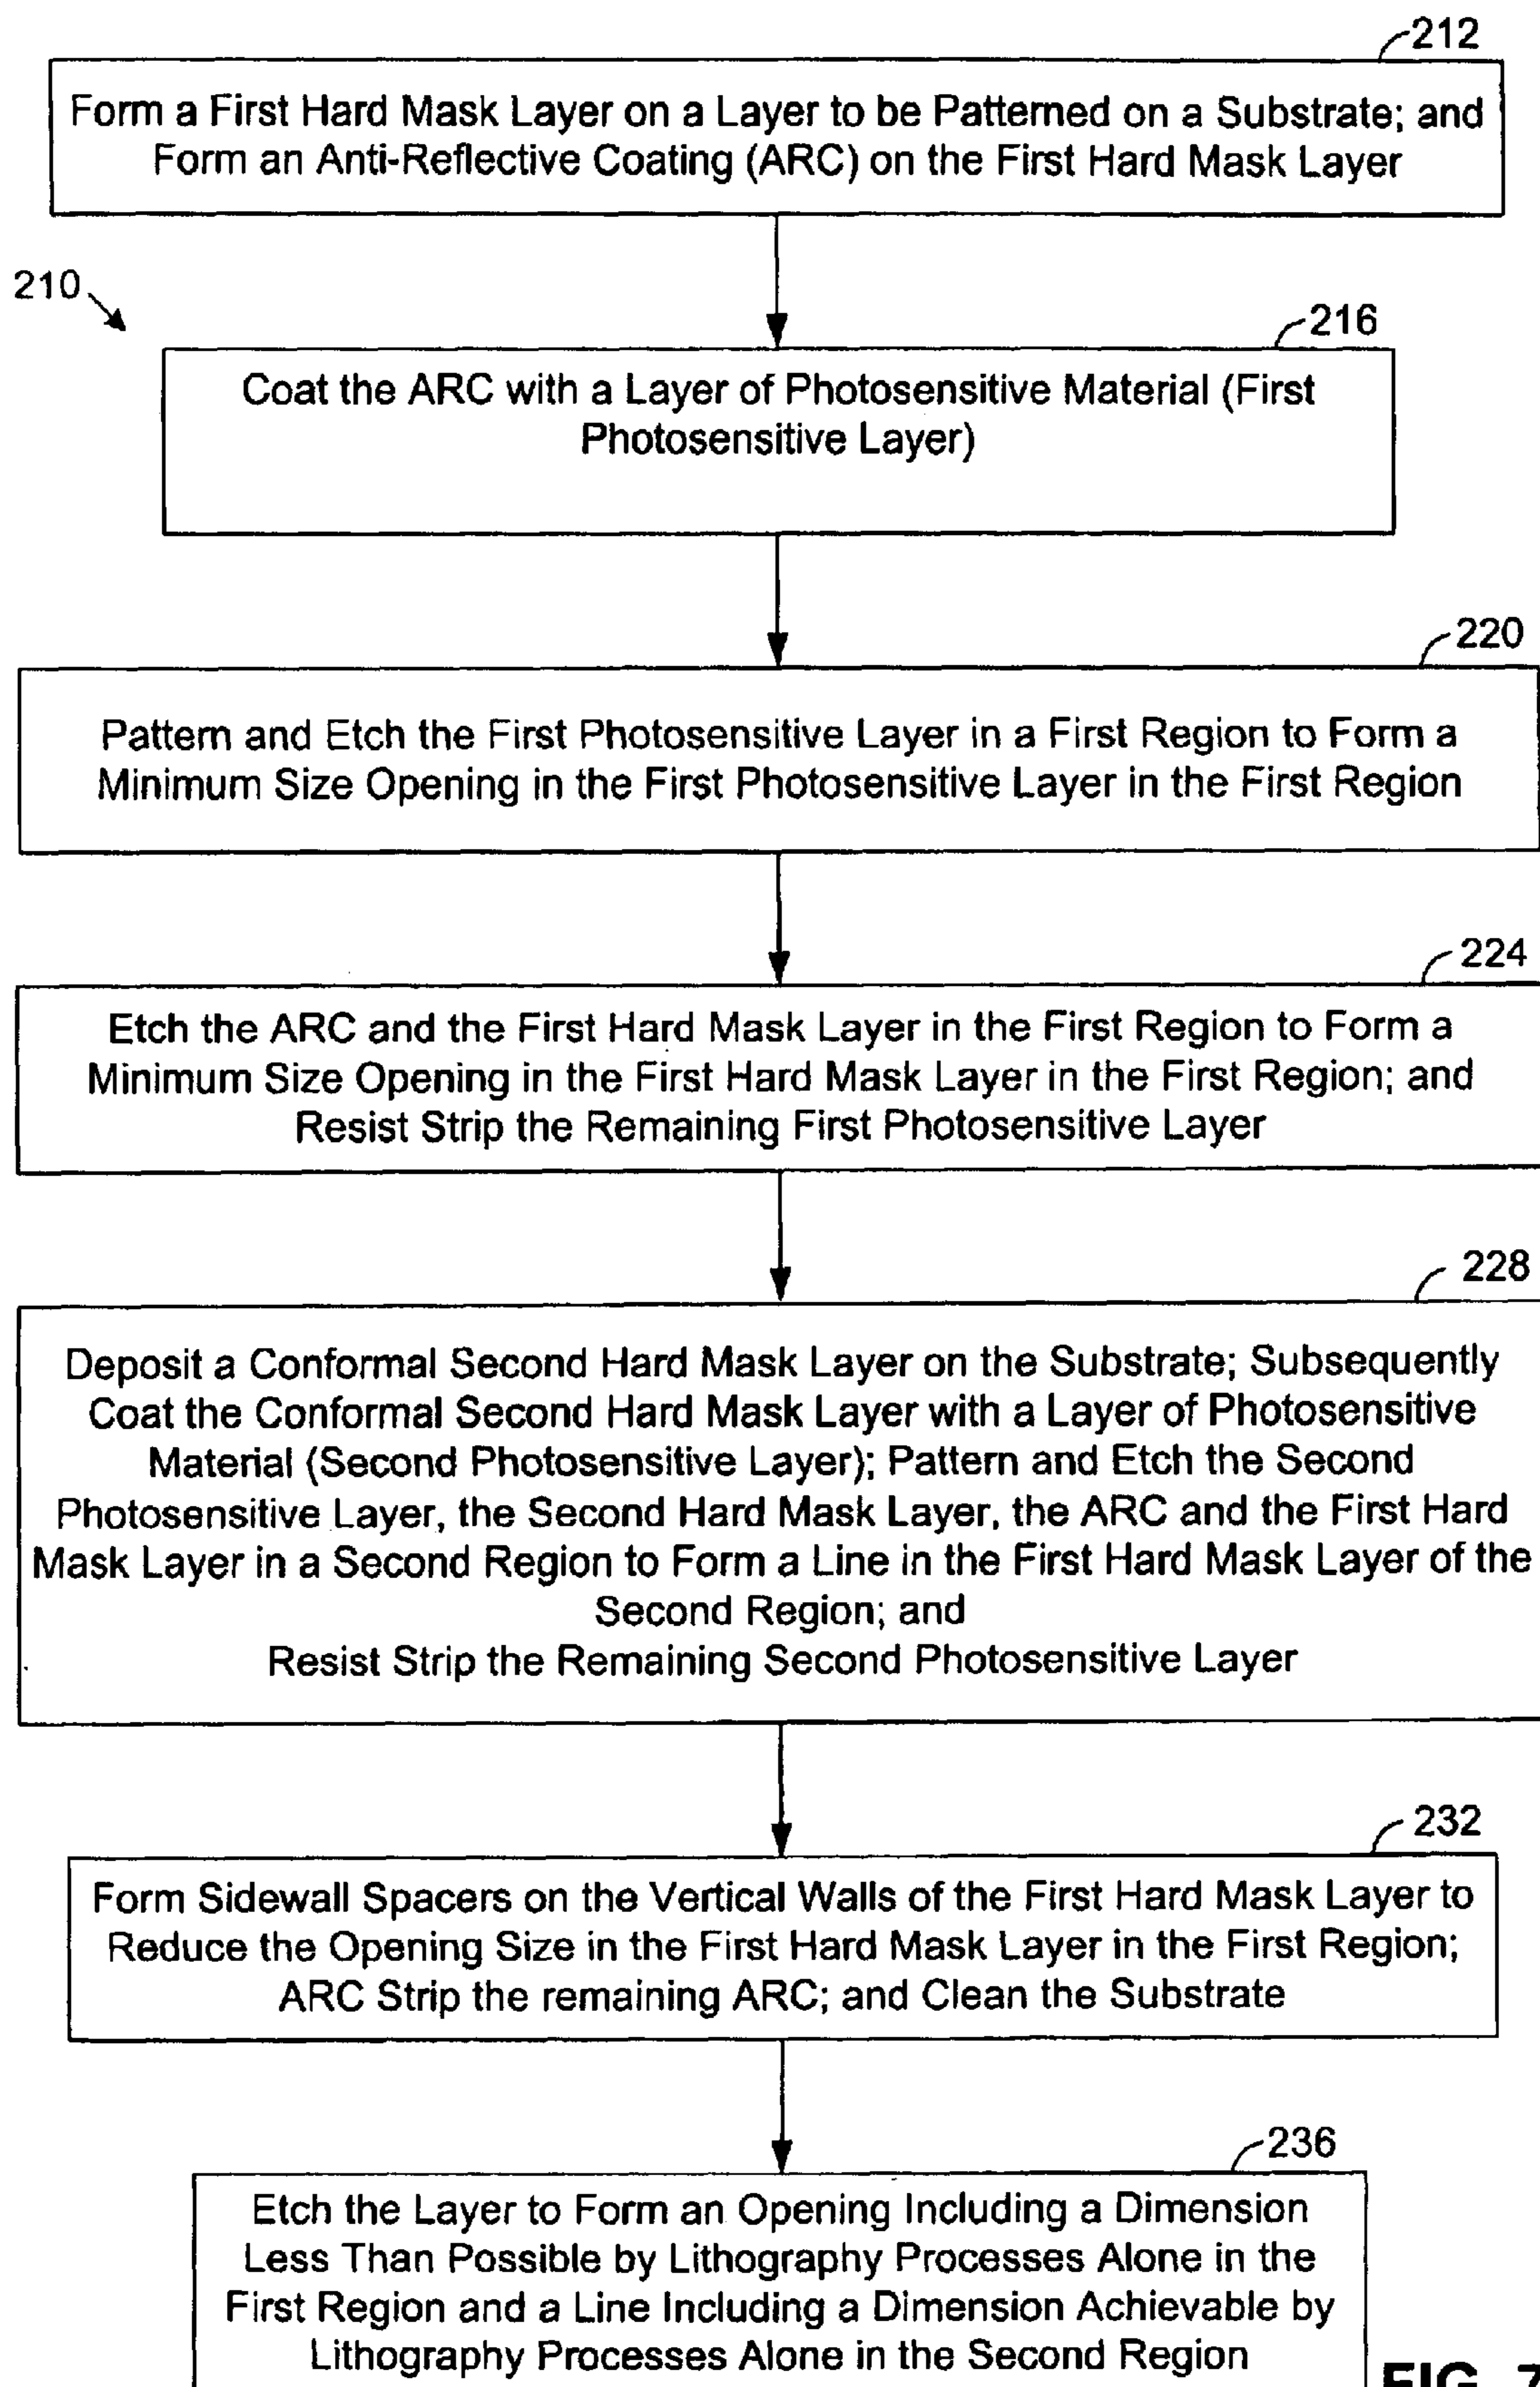 212
Form a First Hard Mask Layer on a Layer to be Patterned on a Substrate; and
Form an Anti-Reflective Coating (ARC) on the First Hard Mask Layer
210
216
Coat the ARC with a Layer of Photosensitive Material (First
Photosensitive Layer)
220
Pattern and Etch the First Photosensitive Layer in a First Region to Form a
Minimum Size Opening in the First Photosensitive Layer in the First Region
224
Etch the ARC and the First Hard Mask Layer in the First Region to Form a
Minimum Size Opening in the First Hard Mask Layer in the First Region; and
Resist Strip the Remaining First Photosensitive Layer
228
Deposit a Conformal Second Hard Mask Layer on the Substrate; Subsequently
Coat the Conformal Second Hard Mask Layer with a Layer of Photosensitive
Material (Second Photosensitive Layer); Pattern and Etch the Second
Photosensitive Layer, the Second Hard Mask Layer, the ARC and the First Hard
Mask Layer in a Second Region to Form a Line in the First Hard Mask Layer of the
Second Region; and
Resist Strip the Remaining Second Photosensitive Layer
232
Form Sidewall Spacers on the Vertical Walls of the First Hard Mask Layer to
Reduce the Opening Size in the First Hard Mask Layer in the First Region;
ARC Strip the remaining ARC; and Clean the Substrate
236
Etch the Layer to Form an Opening Including a Dimension
Less Than Possible by Lithography Processes Alone in the
First Region and a Line Including a Dimension Achievable by
Lithography Processes Alone in the Second Region
FIG. 7